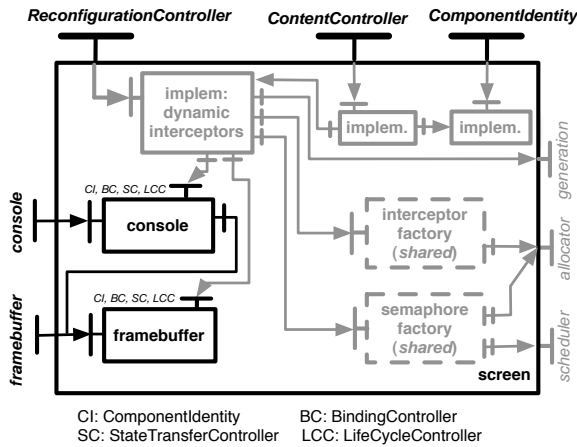 ReconfigurationController
ContentController
ComponentIdentity
implem:
dynamic
interceptors
implem.
implem.
generation
CI, BC, SC, LCC
console
console
interceptor
factory
(shared)
allocator
CI, BC, SC, LCC
framebuffer
framebuffer
semaphore
factory
(shared)
scheduler
screen
CI: ComponentIdentity
BC: BindingController
SC: StateTransferController
LCC: LifeCycleController